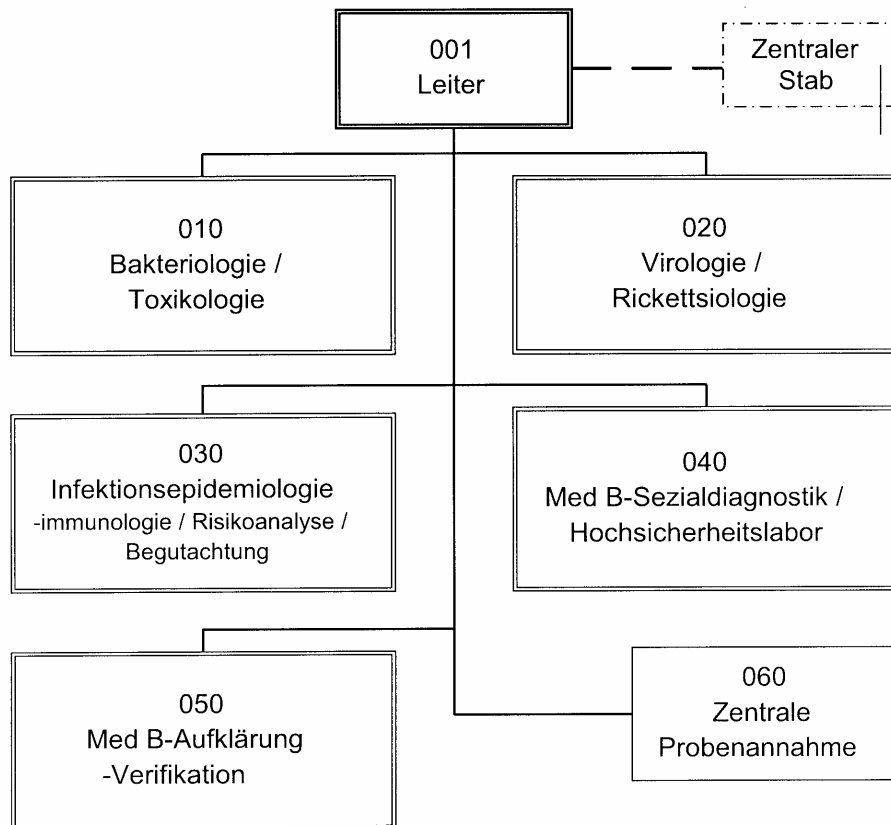 001
Leiter
Zentraler
Stab
010
Bakteriologie /
Toxikologie
020
Virologie /
Rickettsiologie
030
Infektionsepidemiologie
-immunologie / Risikoanalyse /
Begutachtung
040
Med B-Sezialdiagnostik /
Hochsicherheitslabor
050
Med B-Aufklärung
-Verifikation
060
Zentrale
Probenannahme